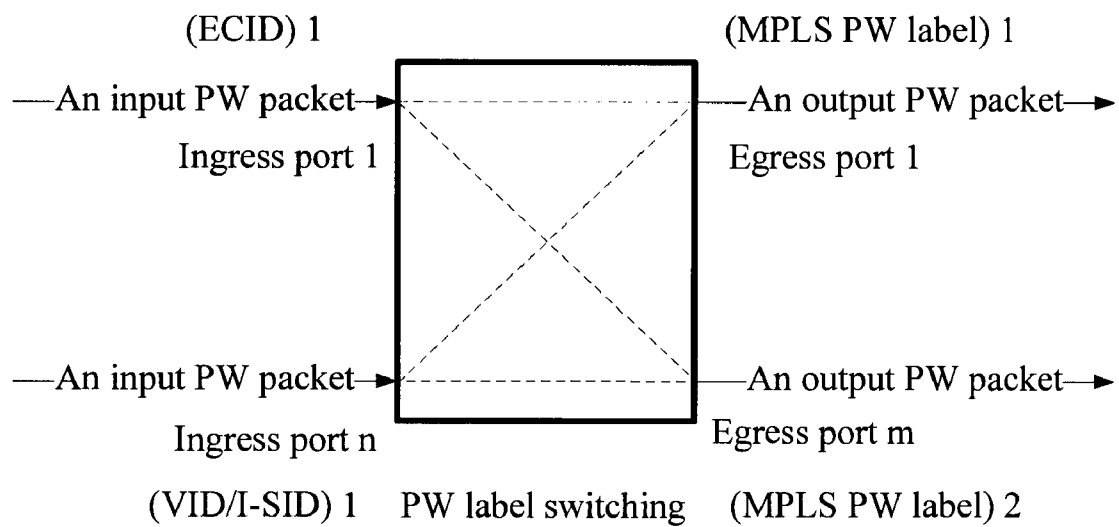 (ECID) 1
(MPLS PW label) 1
An input PW packet
An output PW packet
Ingress port 1
Egress port 1
An input PW packet
An output PW packet
Ingress port n
Egress port m
(VID/I-SID) 1
PW label switching
(MPLS PW label) 2